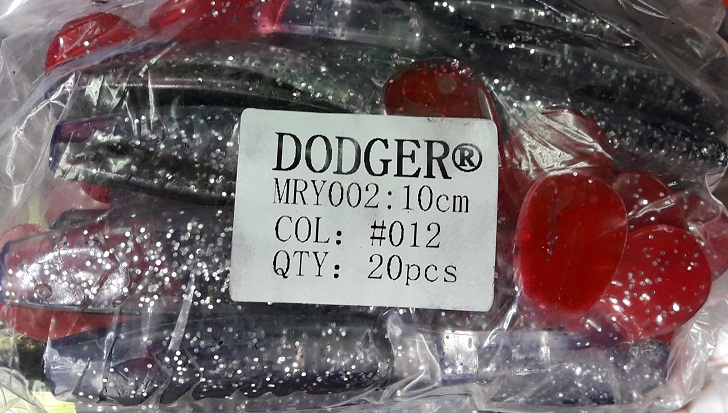 DODGER®
MRY002:10cm
COL: #012
QTY: 20pcs